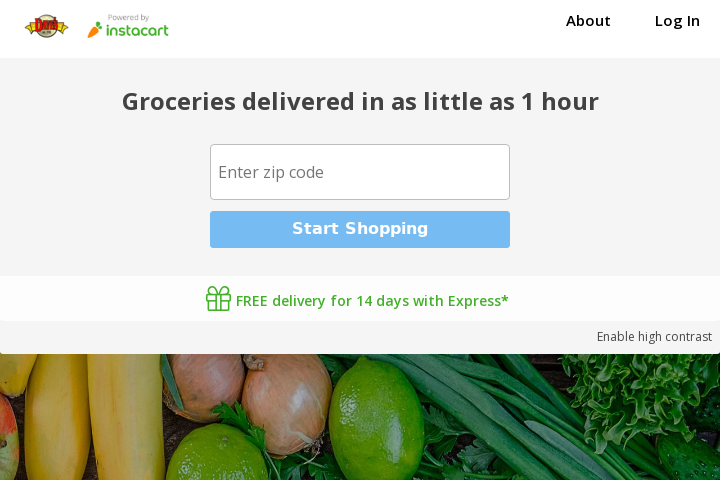 Powered by
instacart
About
Log In
Groceries delivered in as little as 1 hour
Enter zip code
Start Shopping
FREE delivery for 14 days with Express*
Enable high contrast